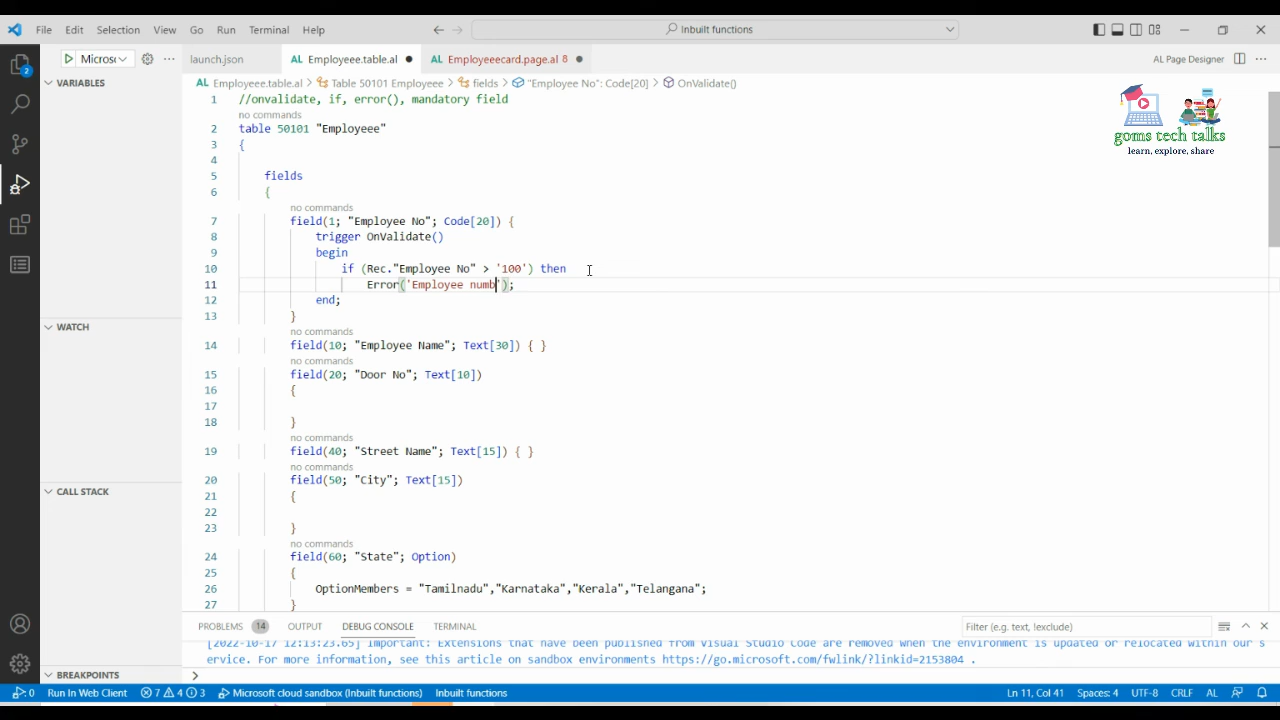 File Edit Selection View Go Run Terminal Help
Inbuilt functions
Micros
launch.json
Employeee.table.al
Employeeecard.page.al 8
AL Page Designer
VARIABLES
WATCH
CALL STACK
BREAKPOINTS
2
Employeee.table.al > Table 50101 Employeee > fields > "Employee No": Code[20] > OnValidate()
goms tech talks
learn, explore, share
1 //onvalidate, if, error(), mandatory field
no commands
2 table 50101 "Employeee"
3 {
4
5 fields
6 {
no commands
7 field(1; "Employee No"; Code[20]) {
8 trigger OnValidate()
9 begin
10 if (Rec."Employee No" > '100') then
11 Error('Employee numb');
12 end;
13 }
no commands
14 field(10; "Employee Name"; Text[30]) { }
no commands
15 field(20; "Door No"; Text[10])
16 {
17
18 }
no commands
19 field(40; "Street Name"; Text[15]) { }
no commands
20 field(50; "City"; Text[15])
21 {
22
23 }
no commands
24 field(60; "State"; Option)
25 {
26 OptionMembers = "Tamilnadu","Karnataka","Kerala","Telangana";
27 }
PROBLEMS 14 OUTPUT DEBUG CONSOLE TERMINAL
Filter (e.g. text, !exclude)
[2022-10-17 12:13:23.65] Important: Extensions that have been published from Visual Studio Code are removed when the environment is updated or relocated within our s
ervice. For more information, see this article on sandbox environments https://go.microsoft.com/fwlink/?linkid=2153804 .
0 Run In Web Client 7 4 3 Microsoft cloud sandbox (Inbuilt functions) Inbuilt functions
Ln 11, Col 41 Spaces: 4 UTF-8 CRLF AL